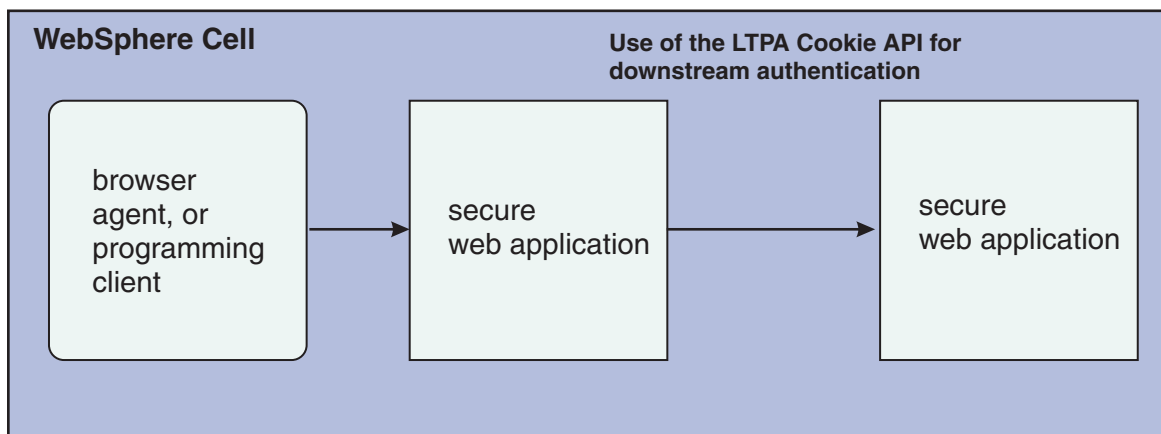 WebSphere Cell
Use of the LTPA Cookie API for
downstream authentication
browser
agent, or
programming
client
secure
web application
secure
web application